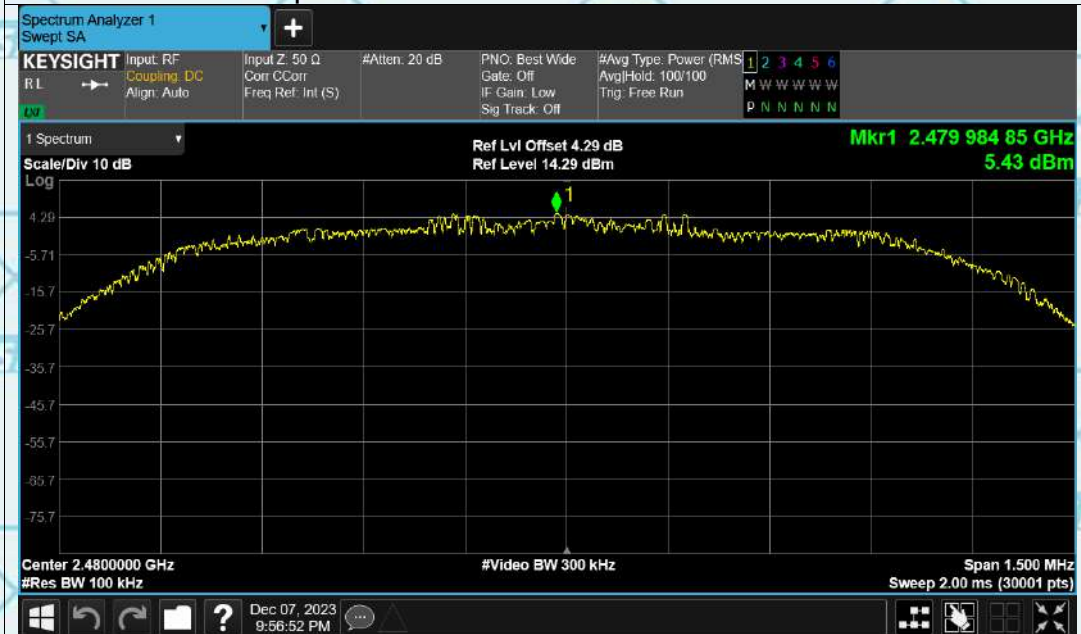 Spectrum Analyzer 1
Swept SA
+
KEYSIGHT
RL
LXI
Input: RF
Coupling: DC
Align: Auto
Input Z: 50 Ω
Corr CCorr
Freq Ref: Int (S)
#Atten: 20 dB
PNO: Best Wide
Gate: Off
IF Gain: Low
Sig Track: Off
#Avg Type: Power (RMS
Avg|Hold: 100/100
Trig: Free Run
1 2 3 4 5 6
M W W W W W
P N N N N N
1 Spectrum
Scale/Div 10 dB
Log
Ref Lvl Offset 4.29 dB
Ref Level 14.29 dBm
Mkr1 2.479 984 85 GHz
5.43 dBm
1
4.29
-5.71
-15.7
-25.7
-35.7
-45.7
-55.7
-65.7
-75.7
Center 2.4800000 GHz
#Res BW 100 kHz
#Video BW 300 kHz
Span 1.500 MHz
Sweep 2.00 ms (30001 pts)
?
Dec 07, 2023
9:56:52 PM